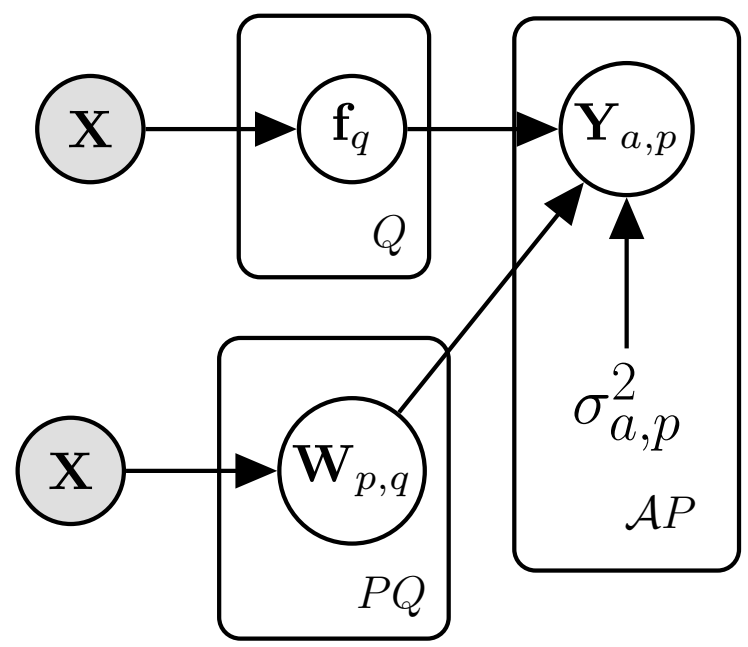 𝐗
𝐟_q
𝐘_{a,p}
Q
σ²_{a,p}
𝐗
𝐖_{p,q}
𝒜P
PQ